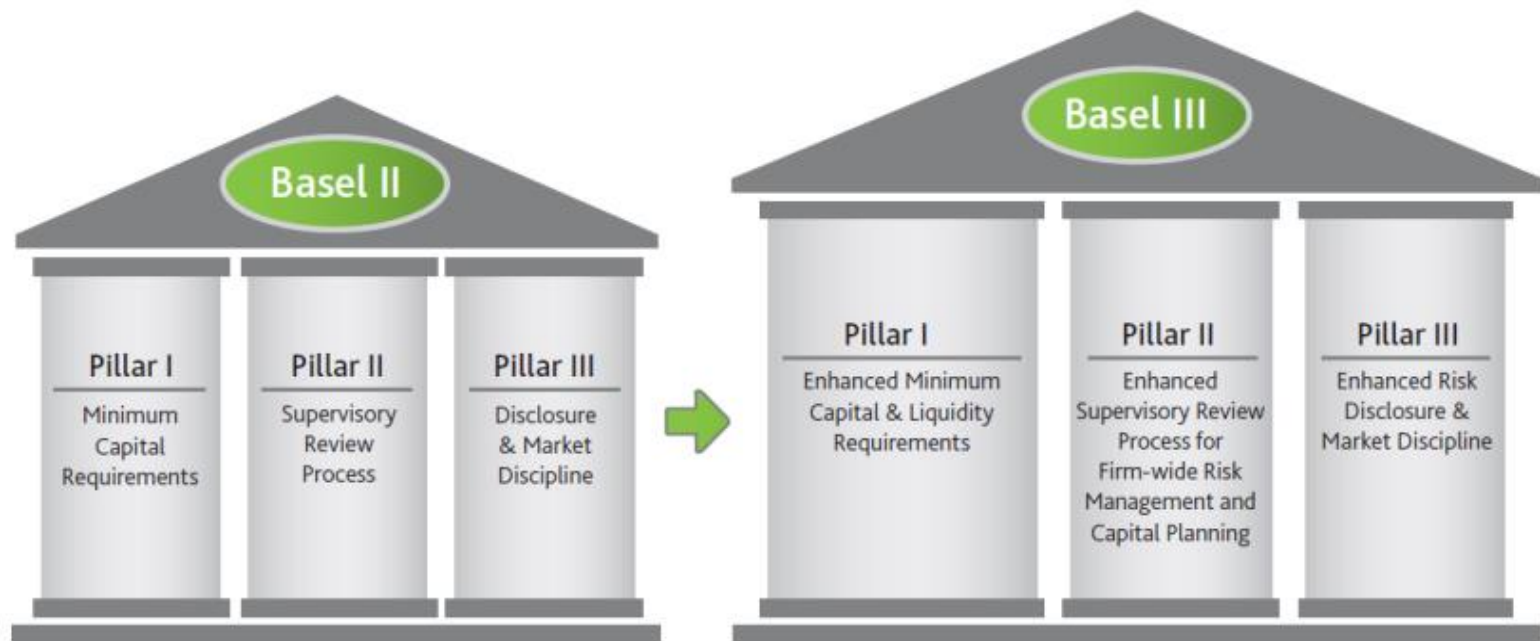 Basel II
Pillar I
Minimum
Capital
Requirements
Pillar II
Supervisory
Review
Process
Pillar III
Disclosure
& Market
Discipline
Basel III
Pillar I
Enhanced Minimum
Capital & Liquidity
Requirements
Pillar II
Enhanced
Supervisory Review
Process for
Firm-wide Risk
Management and
Capital Planning
Pillar III
Enhanced Risk
Disclosure &
Market Discipline